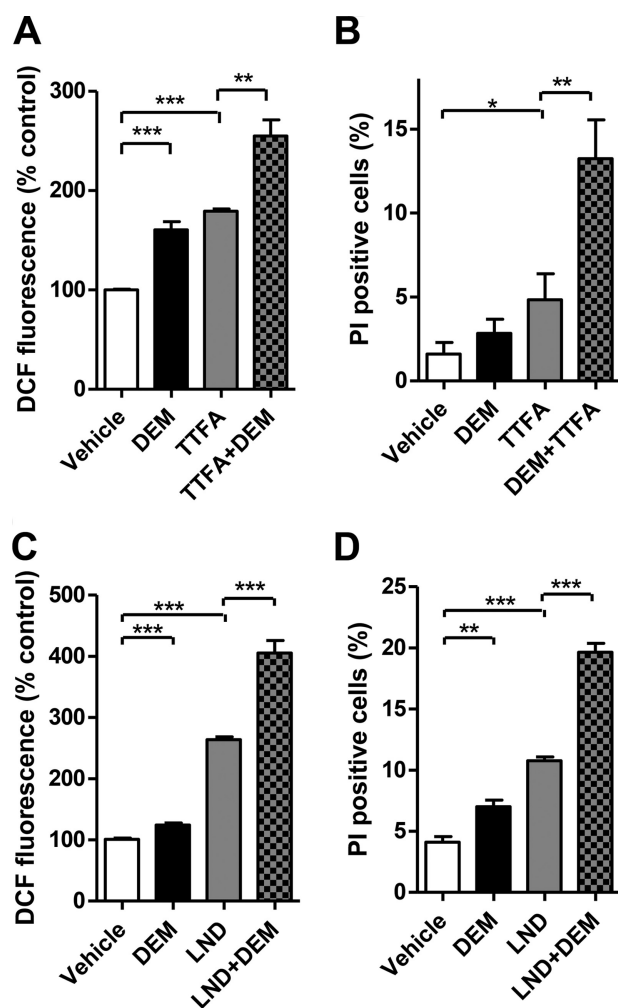 A
DCF fluorescence (% control)
300
200
100
0
***
***
**
Vehicle
DEM
TTFA
TTFA+DEM
B
PI positive cells (%)
15
10
5
0
*
**
Vehicle
DEM
TTFA
DEM+TTFA
C
DCF fluorescence (% control)
500
400
300
200
100
0
***
***
***
Vehicle
DEM
LND
LND+DEM
D
PI positive cells (%)
25
20
15
10
5
0
***
***
**
Vehicle
DEM
LND
LND+DEM